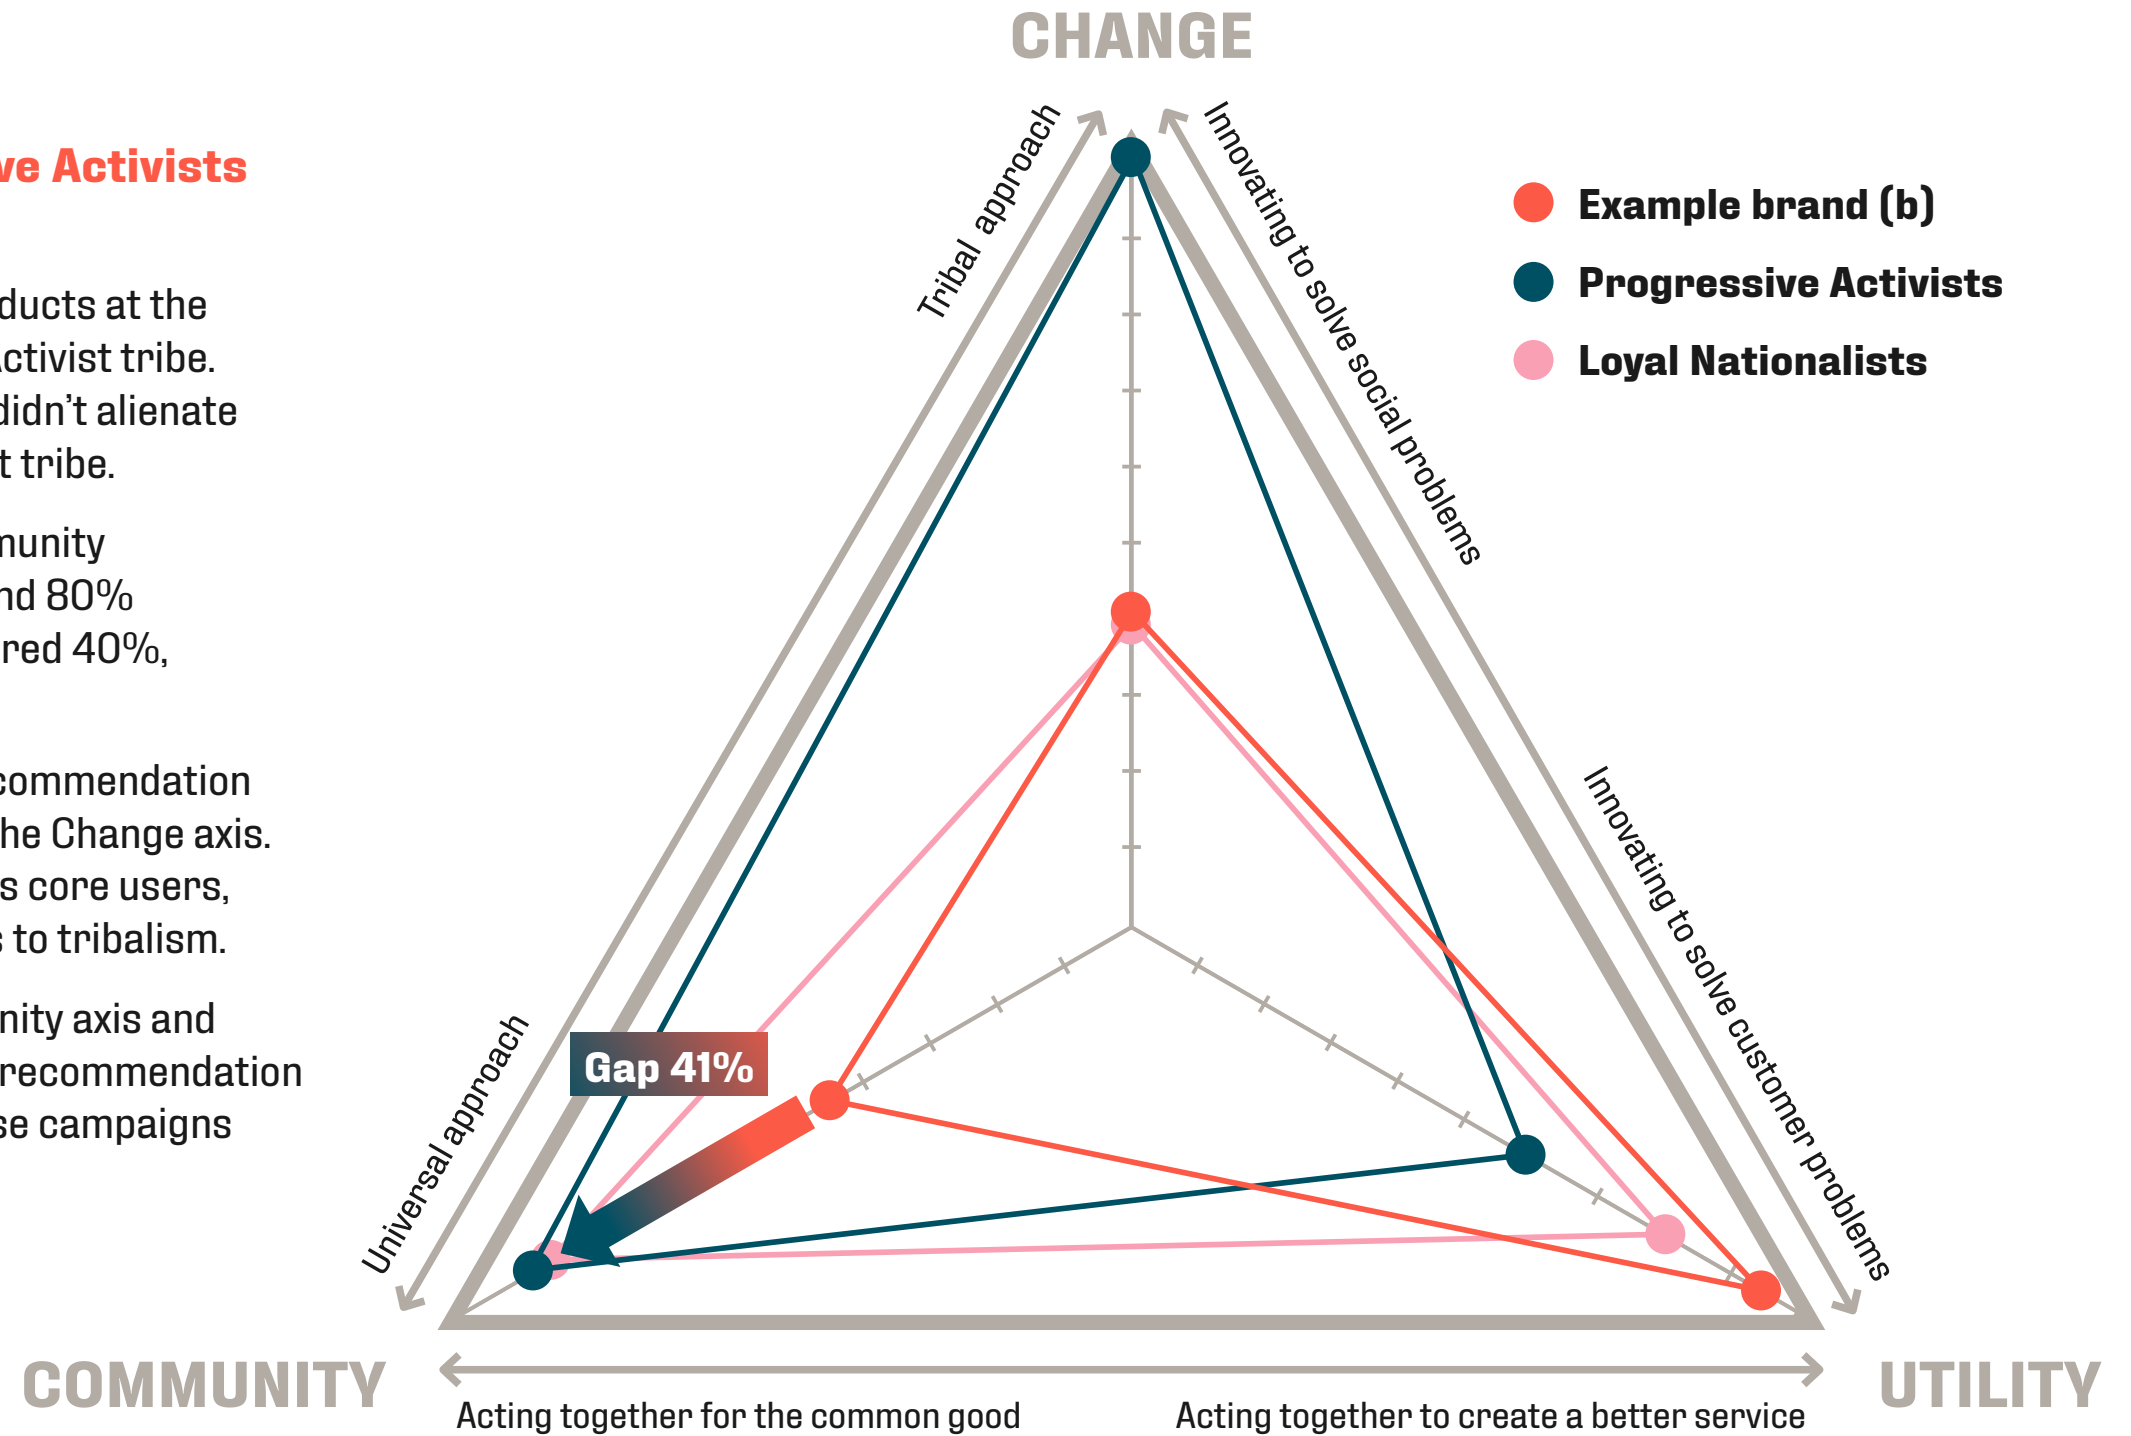 CHANGE
ve Activists
ducts at the
ctivist tribe.
didn't alienate
t tribe.
munity
nd 80%
red 40%,
commendation
he Change axis.
s core users,
s to tribalism.
nity axis and
recommendation
se campaigns
Tribal approach
Universal approach
Innovating to solve social problems
Innovating to solve customer problems
Example brand (b)
Progressive Activists
Loyal Nationalists
Gap 41%
COMMUNITY
UTILITY
Acting together for the common good
Acting together to create a better service